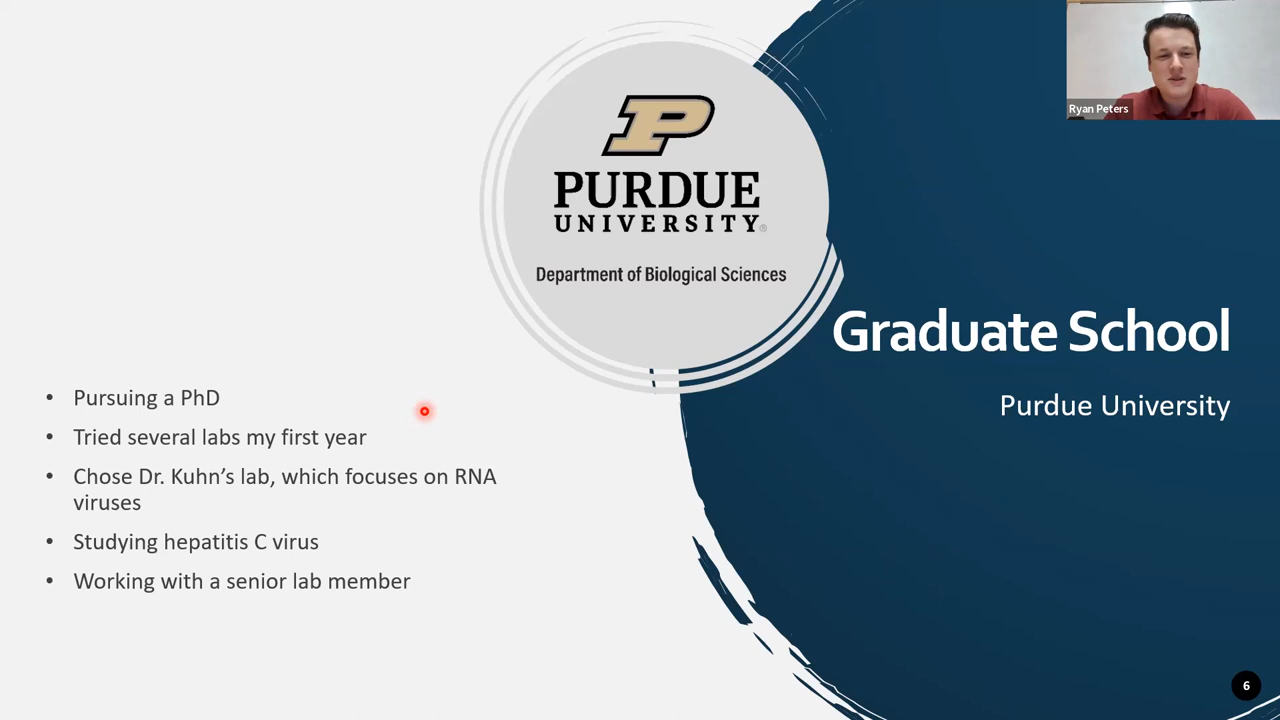 Ryan Peters
P
PURDUE
UNIVERSITY®
Department of Biological Sciences
Graduate School
Purdue University
• Pursuing a PhD
• Tried several labs my first year
• Chose Dr. Kuhn’s lab, which focuses on RNA
viruses
• Studying hepatitis C virus
• Working with a senior lab member
6